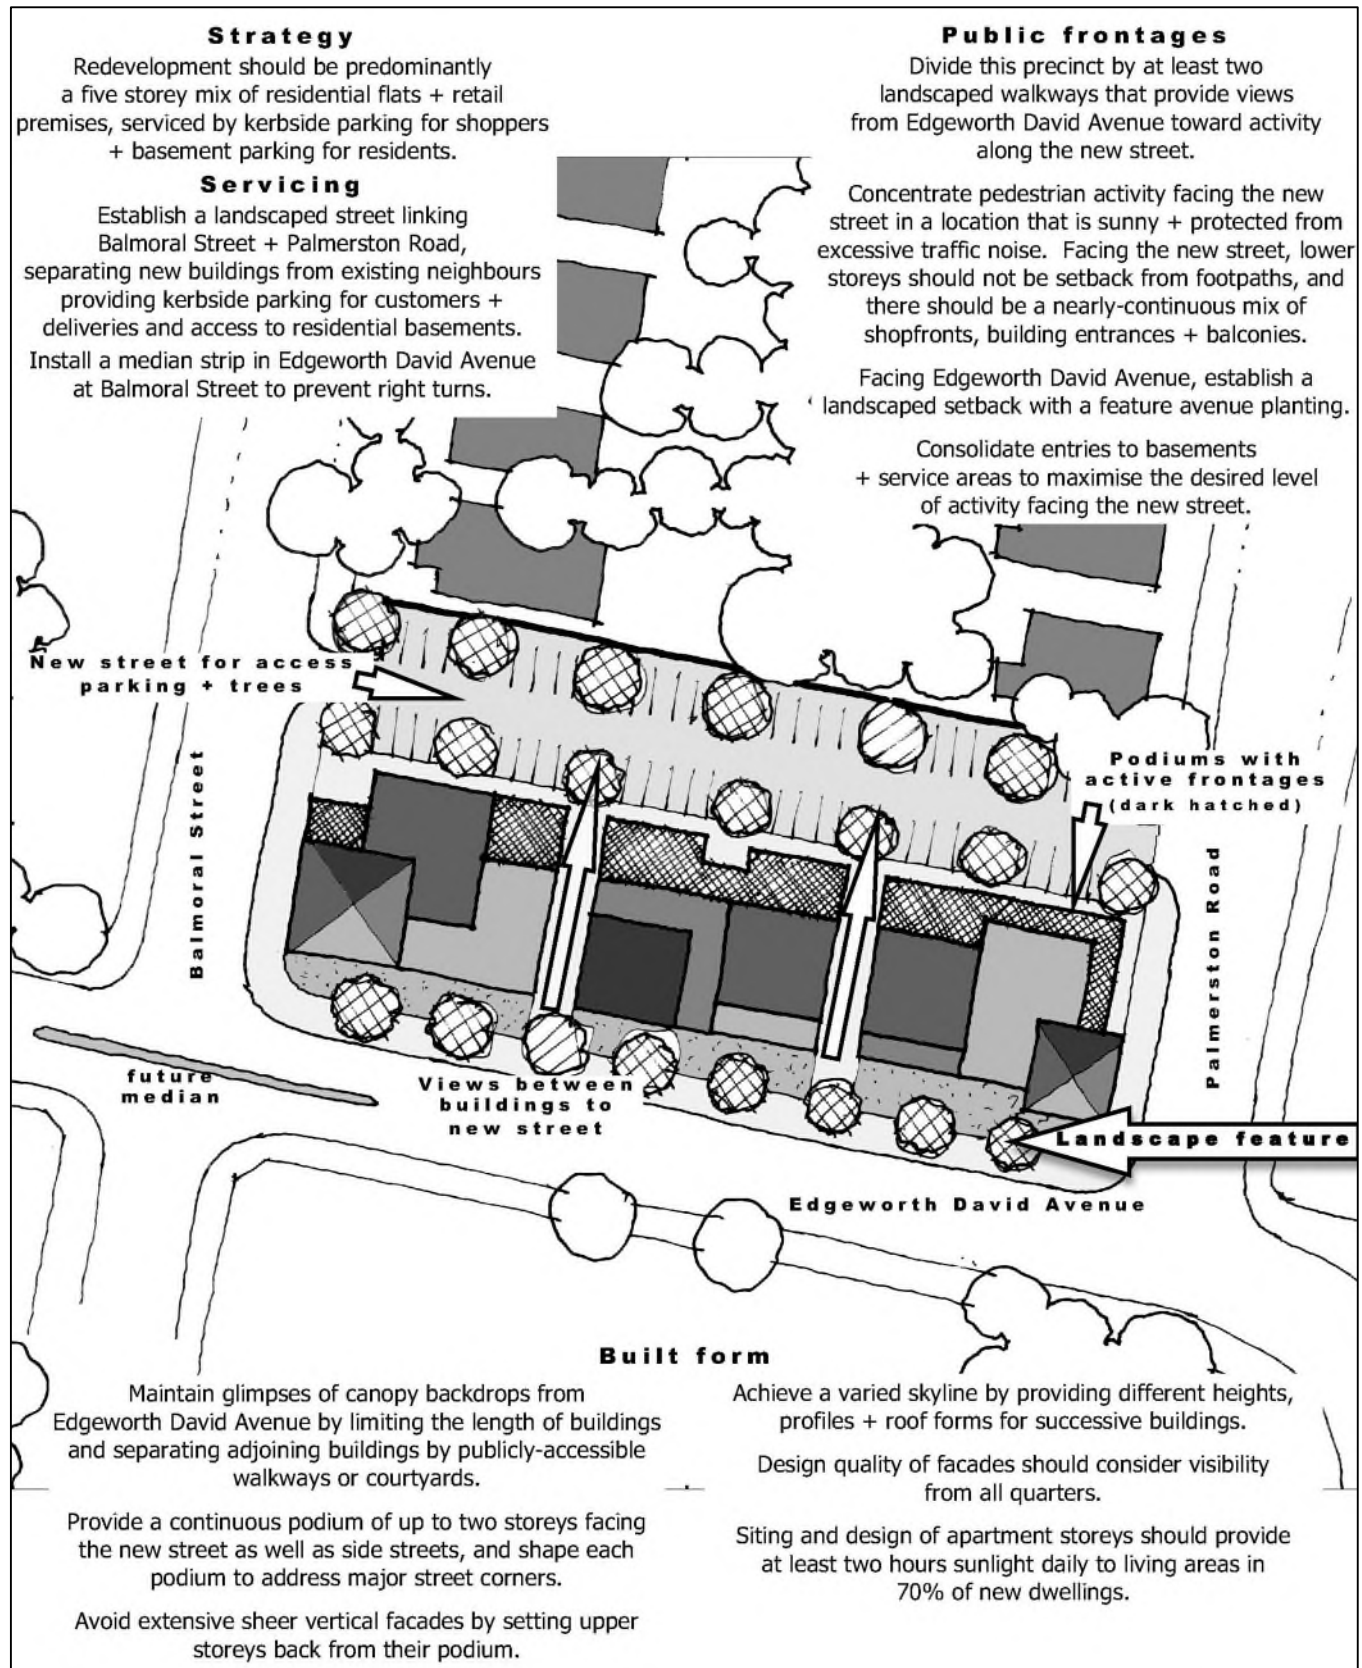 Strategy
Redevelopment should be predominantly
a five storey mix of residential flats + retail
premises, serviced by kerbside parking for shoppers
+ basement parking for residents.
Servicing
Establish a landscaped street linking
Balmoral Street + Palmerston Road,
separating new buildings from existing neighbours
providing kerbside parking for customers +
deliveries and access to residential basements.
Install a median strip in Edgeworth David Avenue
at Balmoral Street to prevent right turns.
Public frontages
Divide this precinct by at least two
landscaped walkways that provide views
from Edgeworth David Avenue toward activity
along the new street.
Concentrate pedestrian activity facing the new
street in a location that is sunny + protected from
excessive traffic noise. Facing the new street, lower
storeys should not be setback from footpaths, and
there should be a nearly-continuous mix of
shopfronts, building entrances + balconies.
Facing Edgeworth David Avenue, establish a
landscaped setback with a feature avenue planting.
Consolidate entries to basements
+ service areas to maximise the desired level
of activity facing the new street.
New street for access
parking + trees
Balmoral Street
Podiums with
active frontages
(dark hatched)
Palmerston Road
future
median
Views between
buildings to
new street
Landscape feature
Edgeworth David Avenue
Built form
Maintain glimpses of canopy backdrops from
Edgeworth David Avenue by limiting the length of buildings
and separating adjoining buildings by publicly-accessible
walkways or courtyards.
Provide a continuous podium of up to two storeys facing
the new street as well as side streets, and shape each
podium to address major street corners.
Avoid extensive sheer vertical facades by setting upper
storeys back from their podium.
Achieve a varied skyline by providing different heights,
profiles + roof forms for successive buildings.
Design quality of facades should consider visibility
from all quarters.
Siting and design of apartment storeys should provide
at least two hours sunlight daily to living areas in
70% of new dwellings.